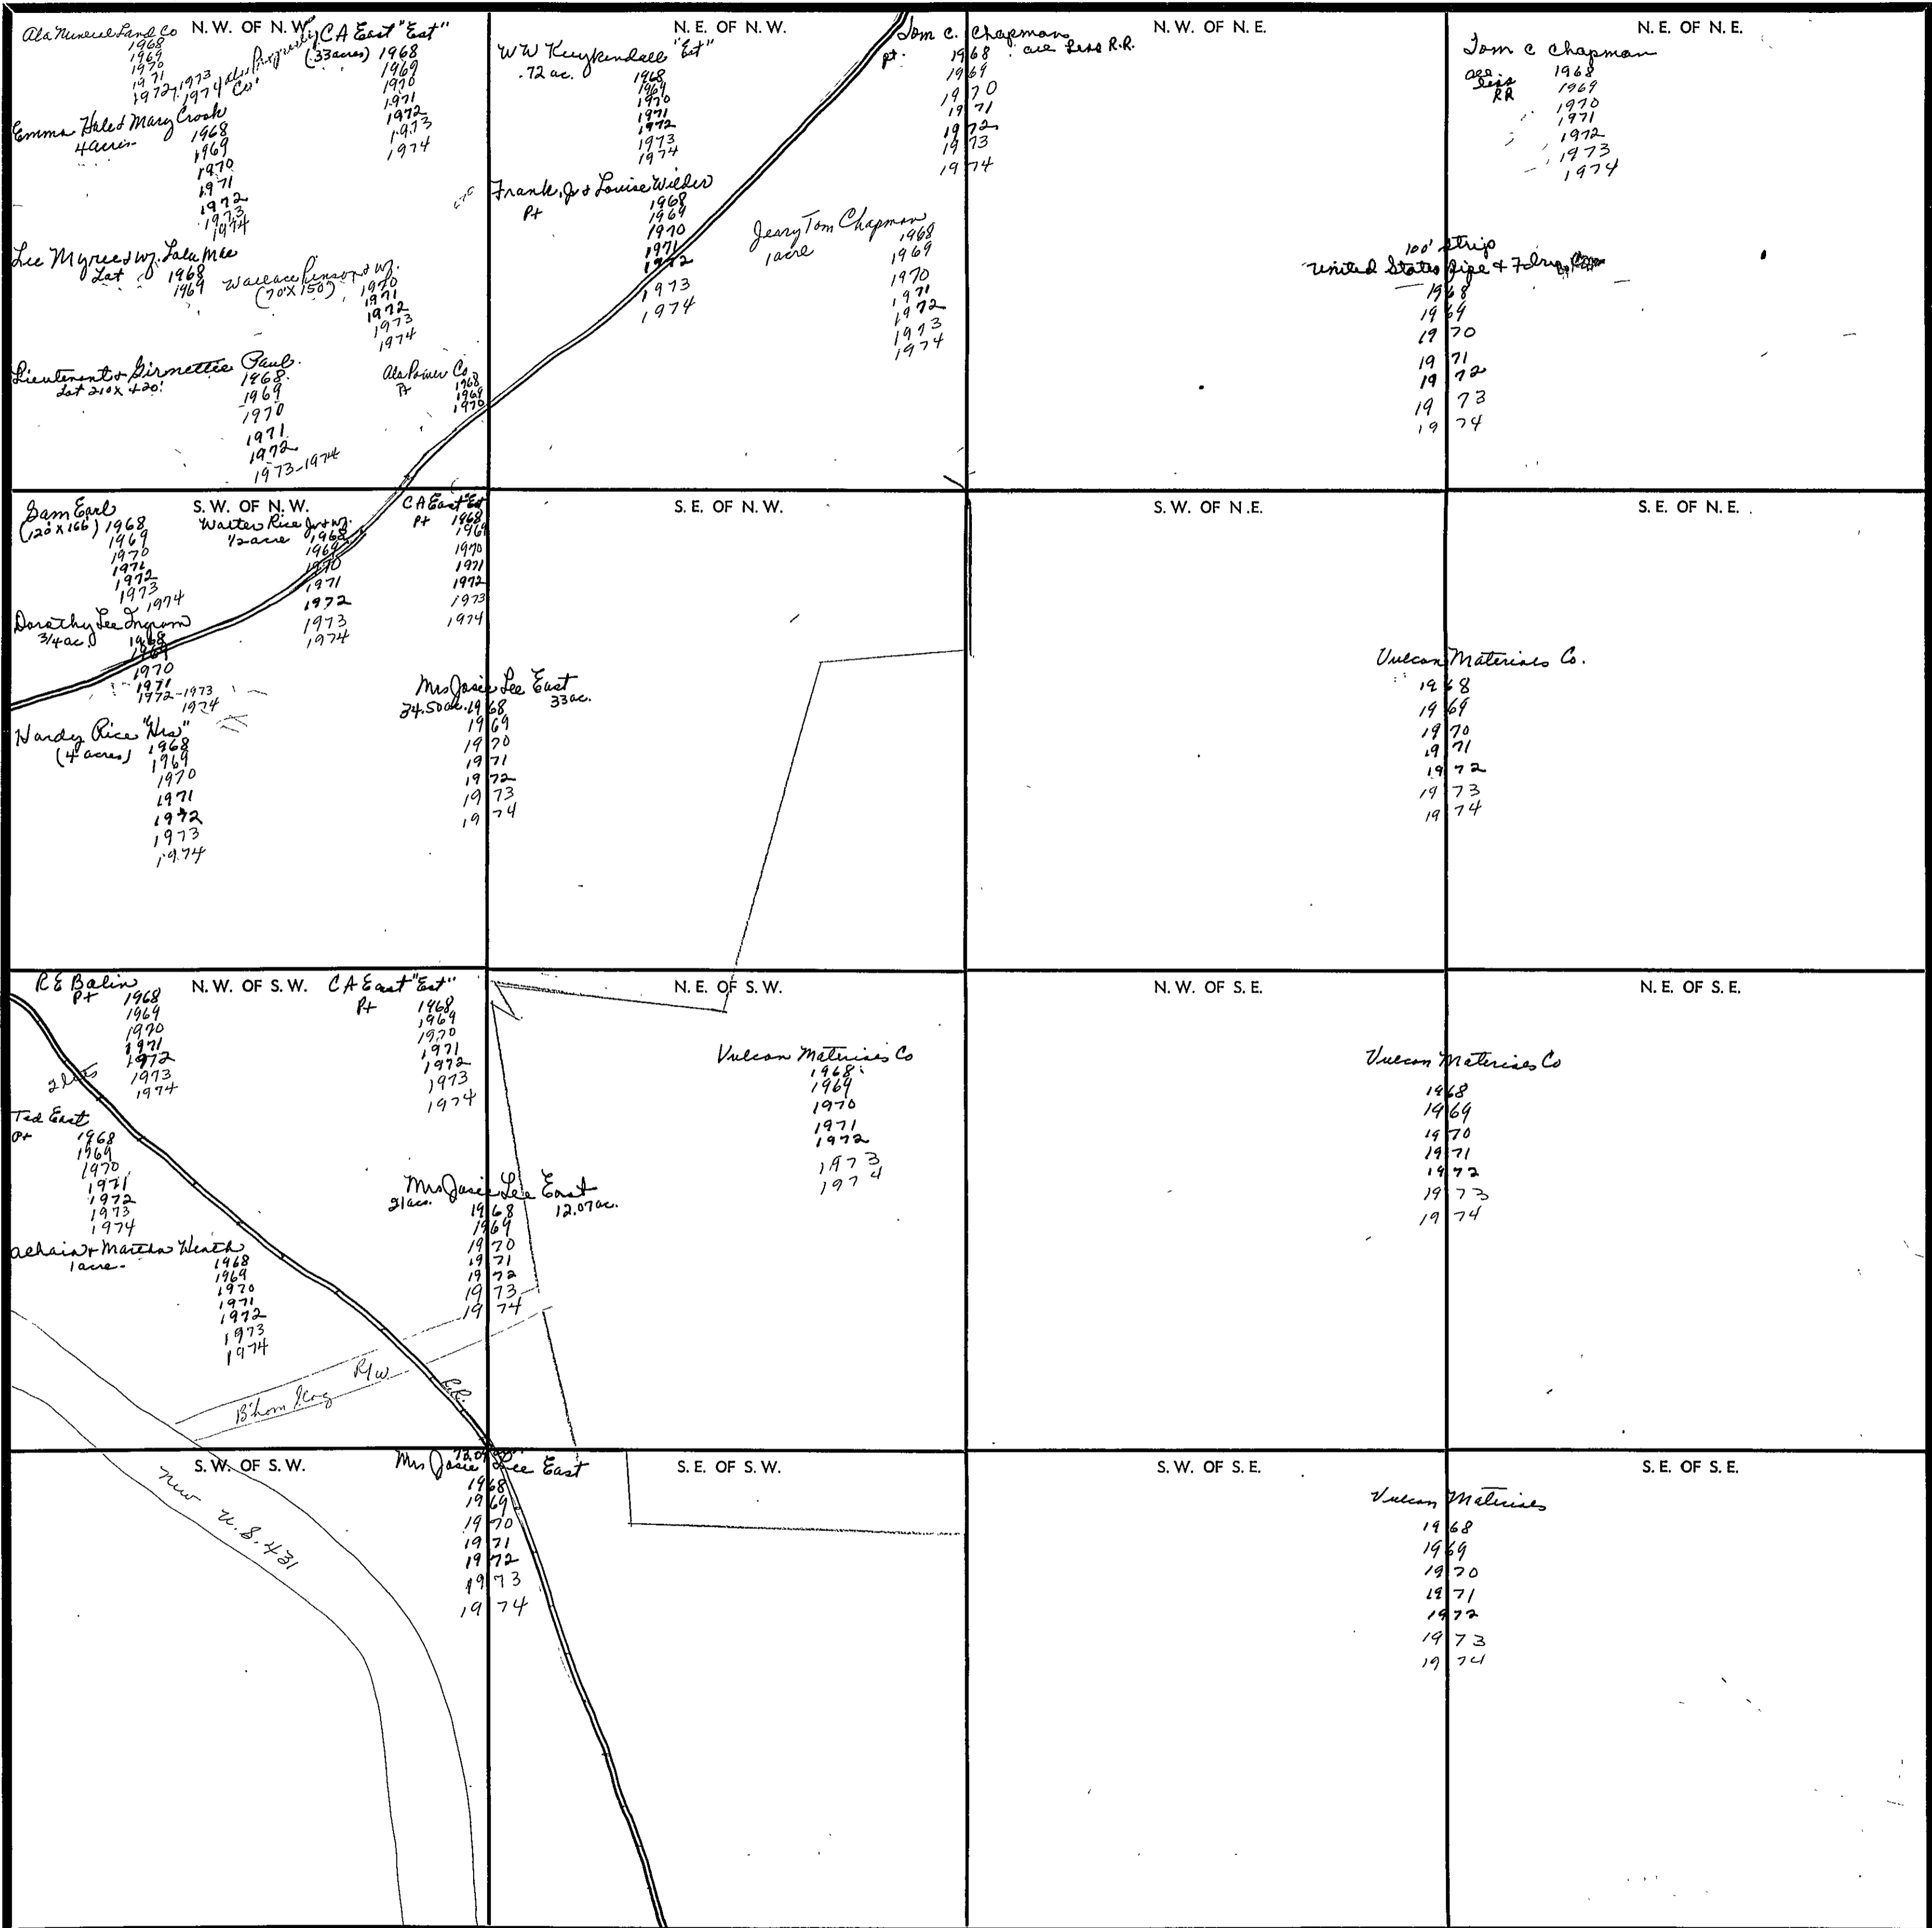 N.W. OF N.W.
Ala Mineral Land Co
1968
1969
1970
1971
1972, 1973
1974
CA East "Est"
(.33 acres) 1968
1969
1970
1971
1972
1973
1974
Emma Hale & Mary Crook
4 acres
1968
1969
1970
1971
1972
1973
1974
Lee Myree & wf. Lula Mae
Lot 1968
1969
Wallace Pinson & wf.
(70 X 150') 1970
1971
1972
1973
1974
Lieutenant & Girnettie Paul
Lot 210 X 420'
1968
1969
1970
1971
1972
1973-1974
Ala Power Co.
Pt 1968
1969
1970
N.E. OF N.W.
WW Kuykendall "Est"
.72 ac. 1968
1969
1970
1971
1972
1973
1974
Frank, Jr & Louise Wilder
Pt
1968
1969
1970
1971
1972
1973
1974
Jerry Tom Chapman
1 acre
1968
1969
1970
1971
1972
1973
1974
N.W. OF N.E.
Tom C. Chapman
pt. 1968 all Less R.R.
1969
1970
1971
1972
1973
1974
N.E. OF N.E.
Tom C Chapman
all less RR
1968
1969
1970
1971
1972
1973
1974
100' Strip
United States Pipe &
1968
1969
1970
1971
1972
1973
1974
S.W. OF N.W.
Sam Earl
(120 X 166) 1968
1969
1970
1971
1972
1973
1974
Walter Rice Jr & wf.
1/2 acre 1968
1969
1970
1971
1972
1973
1974
CA East "Est"
Pt 1968
1969
1970
1971
1972
1973
1974
Dorothy Lee Ingram
3/4 ac. 1968
1969
1970
1971
1972-1973
1974
Hardy Rice "Hrs"
(4 acres) 1968
1969
1970
1971
1972
1973
1974
S.E. OF N.W.
Mrs Josie Lee East
34.50 ac. 1968 33 ac.
1969
1970
1971
1972
1973
1974
S.W. OF N.E.
S.E. OF N.E.
Vulcan Materials Co.
1968
1969
1970
1971
1972
1973
1974
N.W. OF S.W.
R E Bolin
Pt 1968
1969
1970
1971
1972
1973
1974
CA East "Est"
Pt 1968
1969
1970
1971
1972
1973
1974
Ted East
Pt 1968
1969
1970
1971
1972
1973
1974
Martha Heath
1 acre
1968
1969
1970
1971
1972
1973
1974
Mrs Josie Lee East
21 ac. 1968 12.07 ac.
1969
1970
1971
1972
1973
1974
R/W
R.R.
N.E. OF S.W.
Vulcan Materials Co
1968
1969
1970
1971
1972
1973
1974
N.W. OF S.E.
N.E. OF S.E.
Vulcan Materials Co
1968
1969
1970
1971
1972
1973
1974
S.W. OF S.W.
New U.S. 431
Mrs Josie Lee East
1968
1969
1970
1971
1972
1973
1974
S.E. OF S.W.
S.W. OF S.E.
S.E. OF S.E.
Vulcan Materials
1968
1969
1970
1971
1972
1973
1974